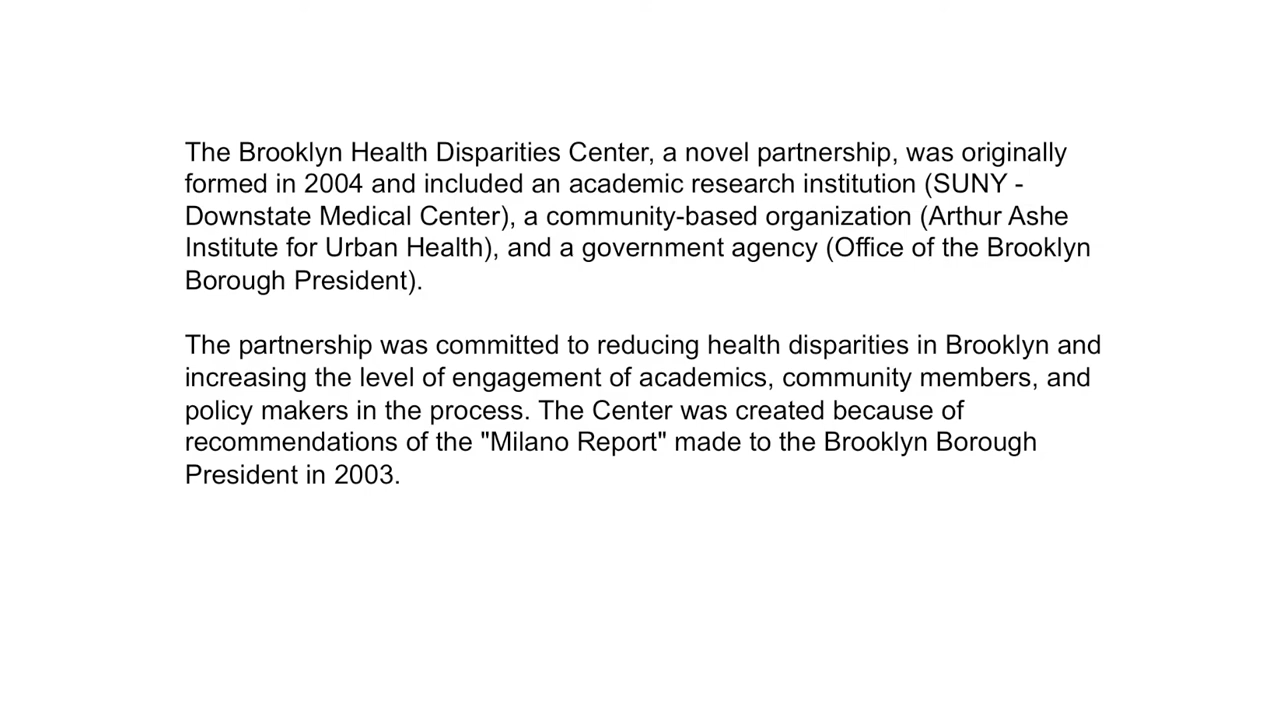 The Brooklyn Health Disparities Center, a novel partnership, was originally
formed in 2004 and included an academic research institution (SUNY -
Downstate Medical Center), a community-based organization (Arthur Ashe
Institute for Urban Health), and a government agency (Office of the Brooklyn
Borough President).
The partnership was committed to reducing health disparities in Brooklyn and
increasing the level of engagement of academics, community members, and
policy makers in the process. The Center was created because of
recommendations of the "Milano Report" made to the Brooklyn Borough
President in 2003.